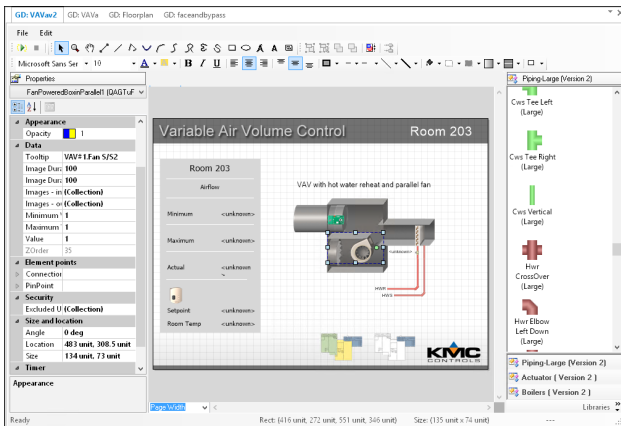 GD: VAVav2 GD: VAVa GD: Floorplan GD: faceandbypass
File Edit
Microsoft Sans Ser 10 A B I U
Properties
FanPoweredBoxinParallel1 (QAGTuF
Appearance
Opacity 1
Data
Tooltip VAV#1.Fan S/S2
Image Dura 100
Image Dura 100
Images - in (Collection)
Images - ov (Collection)
Minimum 1
Maximum 1
Value 1
ZOrder 35
Element points
Connection
PinPoint
Security
Excluded U (Collection)
Size and location
Angle 0 deg
Location 483 unit, 308.5 unit
Size 134 unit, 73 unit
Timer
Appearance
Variable Air Volume Control Room 203
Room 203
Airflow
Minimum <unknown>
Maximum <unknown>
Actual <unknown
>
Setpoint <unknown>
Room Temp <unknown>
VAV with hot water reheat and parallel fan
<unknown>
HWR
HWS
KMC
CONTROLS
Page Width
Piping-Large (Version 2)
Cws Tee Left
(Large)
Cws Tee Right
(Large)
Cws Vertical
(Large)
Hwr
CrossOver
(Large)
Hwr Elbow
Left Down
(Large)
Piping-Large (Version 2)
Actuator ( Version 2 )
Boilers ( Version 2 )
Libraries
Ready Rect: (416 unit, 272 unit, 551 unit, 346 unit) Size: (135 unit x 74 unit) ---